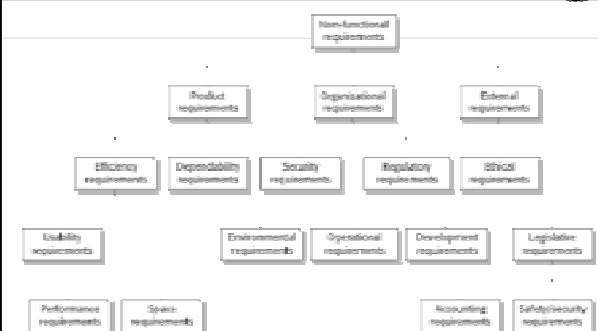 Non-functional
requirements
Product
requirements
Organizational
requirements
External
requirements
Efficiency
requirements
Dependability
requirements
Security
requirements
Regulatory
requirements
Ethical
requirements
Usability
requirements
Environmental
requirements
Operational
requirements
Development
requirements
Legislative
requirements
Performance
requirements
Space
requirements
Accounting
requirements
Safety/security
requirements